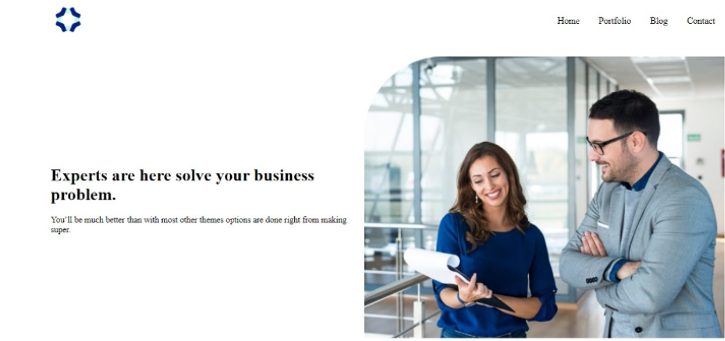 Home Portfolio Blog Contact
Experts are here solve your business
problem.
You'll be much better than with most other themes options are done right from making
super.